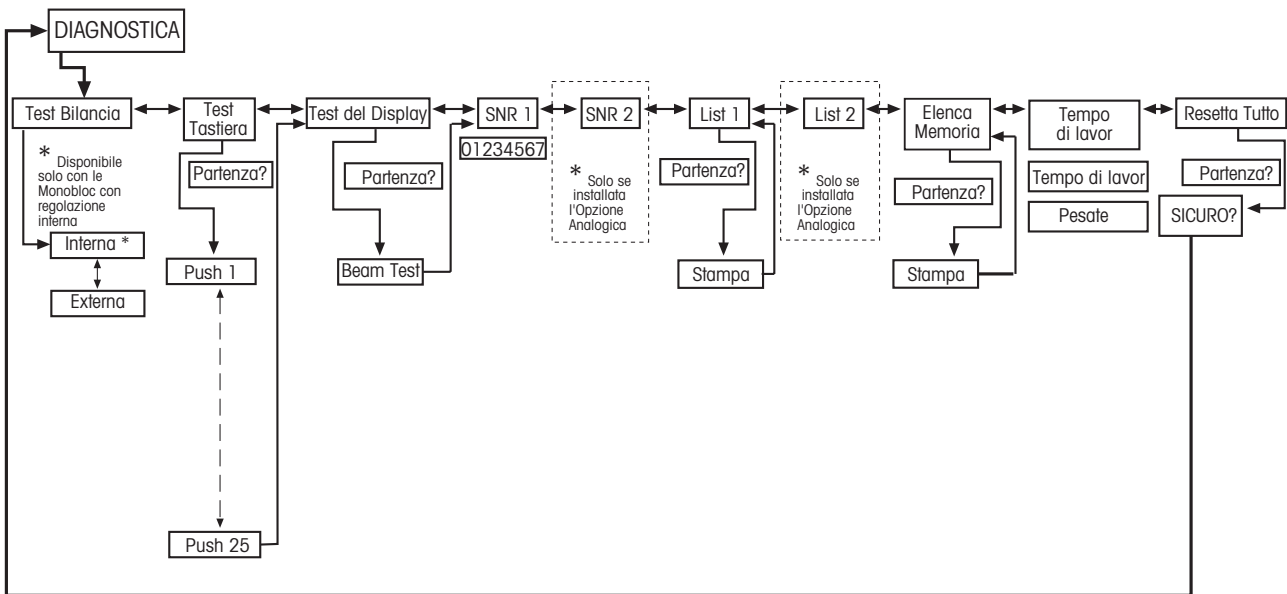 DIAGNOSTICA
Test Bilancia
* Disponibile
solo con le
Monobloc con
regolazione
interna
Interna *
Externa
Test
Tastiera
Partenza?
Push 1
Push 25
Test del Display
Partenza?
Beam Test
SNR 1
01234567
SNR 2
* Solo se
installata
l'Opzione
Analogica
List 1
Partenza?
Stampa
List 2
* Solo se
installata
l'Opzione
Analogica
Elenca
Memoria
Partenza?
Stampa
Tempo
di lavor
Tempo di lavor
Pesate
Resetta Tutto
Partenza?
SICURO?